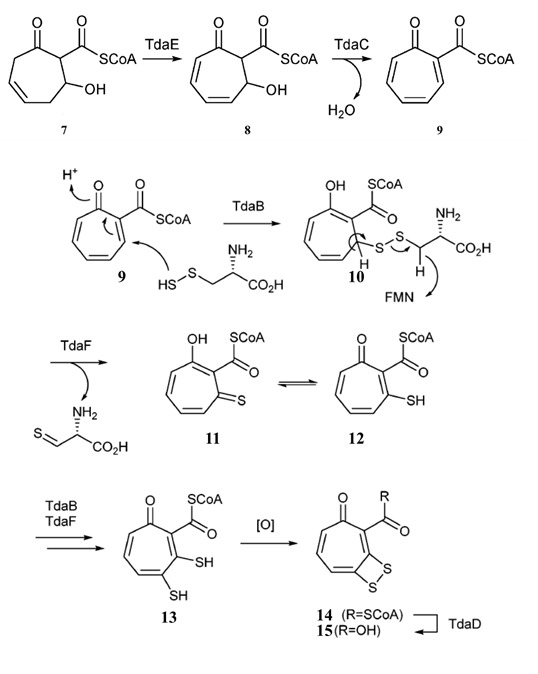 O O TdaE O O TdaC O O
SCoA SCoA SCoA
OH OH
H₂O
7 8 9
H⁺ O O OH SCoA
SCoA TdaB O NH₂
NH₂ S S
9 HS S CO₂H H H CO₂H
10 FMN
TdaF OH SCoA O SCoA
O O
NH₂ S SH
S CO₂H 11 12
TdaB O SCoA O R
TdaF O [O] O
SH S
SH S
13 14 (R=SCoA)
15(R=OH) TdaD